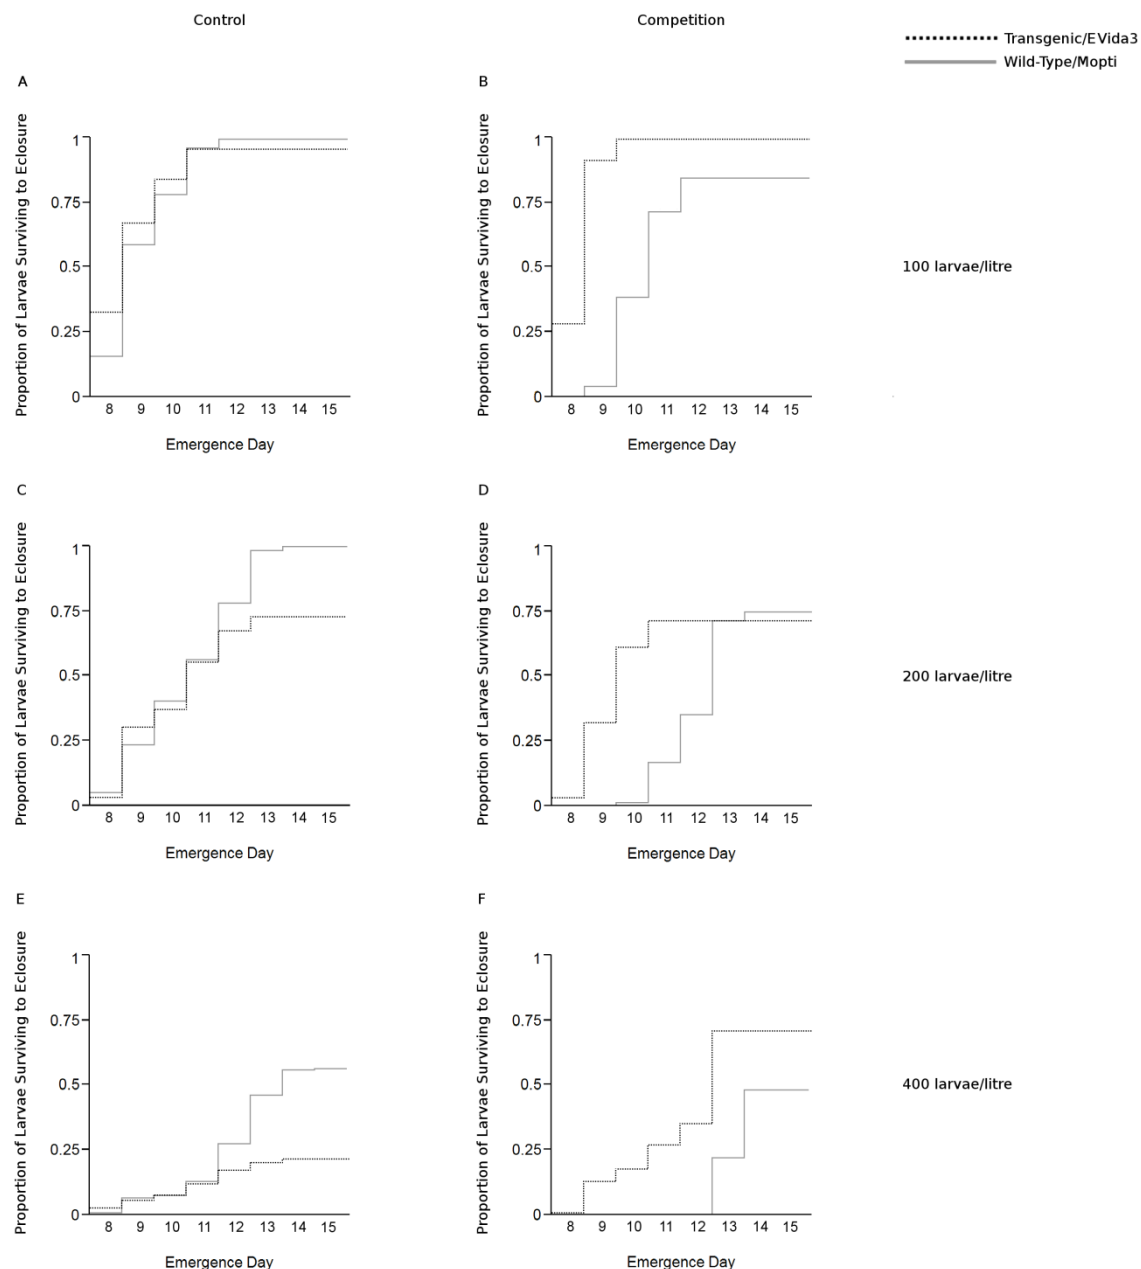 Control
Competition
Transgenic/EVida3
Wild-Type/Mopti
A
Proportion of Larvae Surviving to Eclosure
1
0.75
0.5
0.25
0
8 9 10 11 12 13 14 15
Emergence Day
B
Proportion of Larvae Surviving to Eclosure
1
0.75
0.5
0.25
0
8 9 10 11 12 13 14 15
Emergence Day
100 larvae/litre
C
Proportion of Larvae Surviving to Eclosure
1
0.75
0.5
0.25
0
8 9 10 11 12 13 14 15
Emergence Day
D
Proportion of Larvae Surviving to Eclosure
1
0.75
0.5
0.25
0
8 9 10 11 12 13 14 15
Emergence Day
200 larvae/litre
E
Proportion of Larvae Surviving to Eclosure
1
0.75
0.5
0.25
0
8 9 10 11 12 13 14 15
Emergence Day
F
Proportion of Larvae Surviving to Eclosure
1
0.75
0.5
0.25
0
8 9 10 11 12 13 14 15
Emergence Day
400 larvae/litre